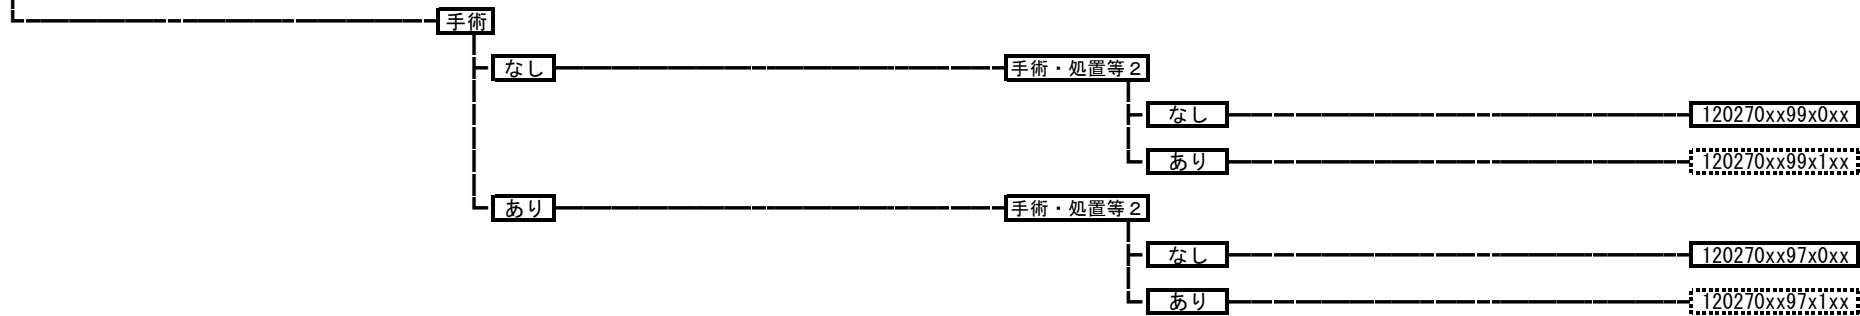 手術
なし 手術・処置等２
なし 120270xx99x0xx
あり 120270xx99x1xx
あり 手術・処置等２
なし 120270xx97x0xx
あり 120270xx97x1xx